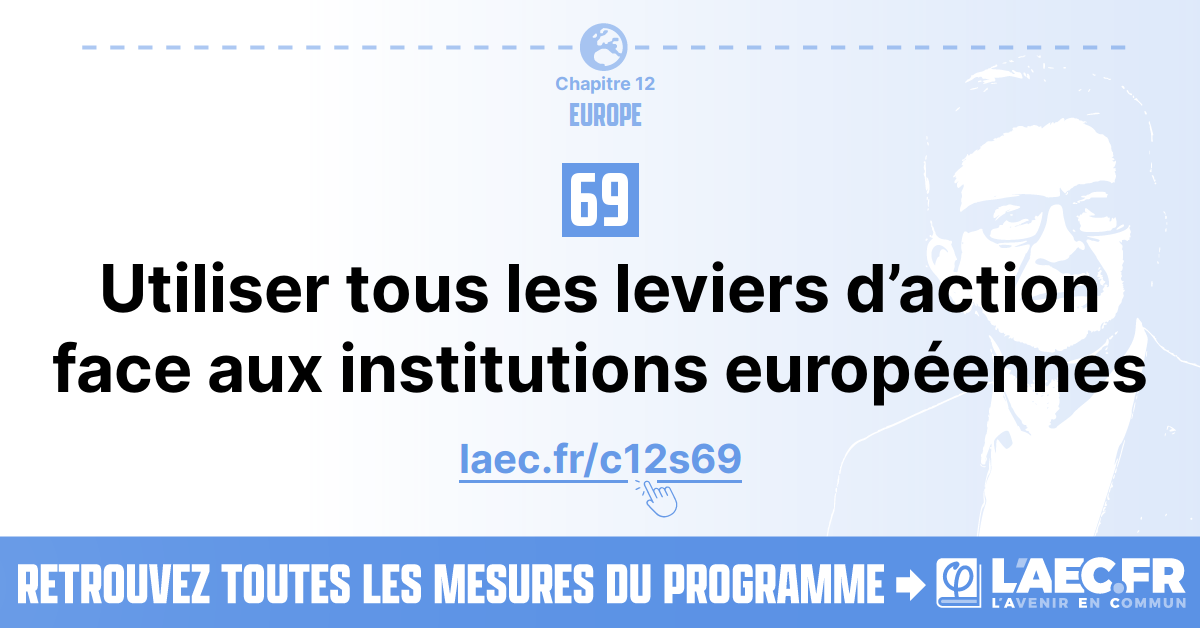 Chapitre 12
EUROPE
69
Utiliser tous les leviers d’action
face aux institutions européennes
laec.fr/c12s69
RETROUVEZ TOUTES LES MESURES DU PROGRAMME
φ
L'AEC.FR
L'AVENIR EN COMMUN